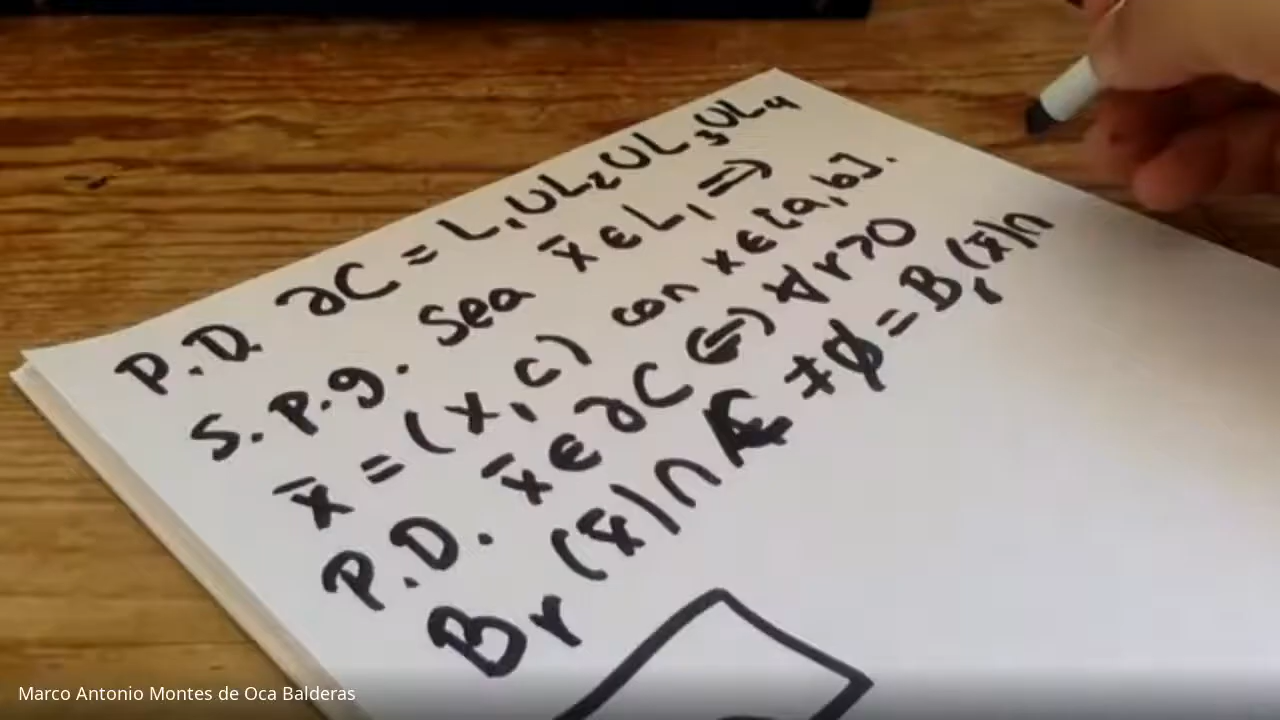 P.D. ∂C = L₁∪L₂∪L₃∪L₄
S.p.g. Sea x̄ ∈ L₁ ⇒
x̄ = (x, c) con x ∈ [a, b].
P.D. x̄ ∈ ∂C ⇔ ∀ r>0
Br(x̄) ∩ C ≠ ∅ = Br(x̄) ∩
Marco Antonio Montes de Oca Balderas